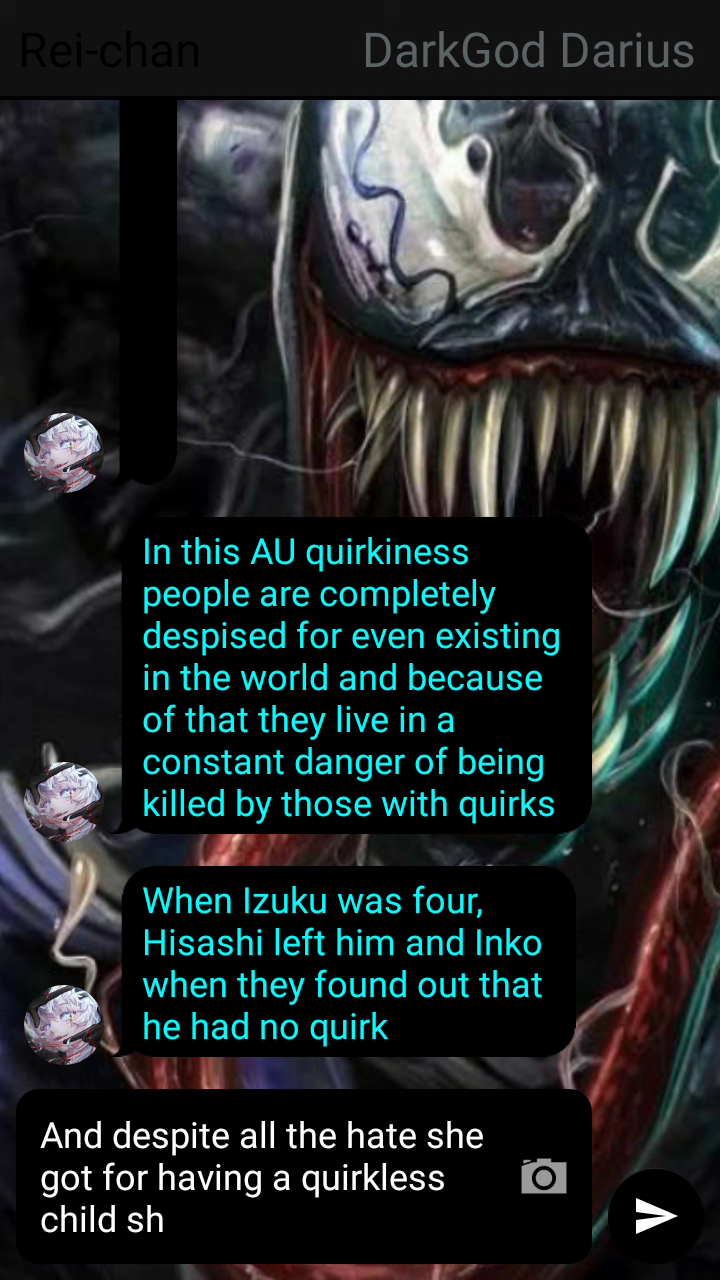 Rei-chan
DarkGod Darius
In this AU quirkiness
people are completely
despised for even existing
in the world and because
of that they live in a
constant danger of being
killed by those with quirks
When Izuku was four,
Hisashi left him and Inko
when they found out that
he had no quirk
And despite all the hate she
got for having a quirkless
child sh